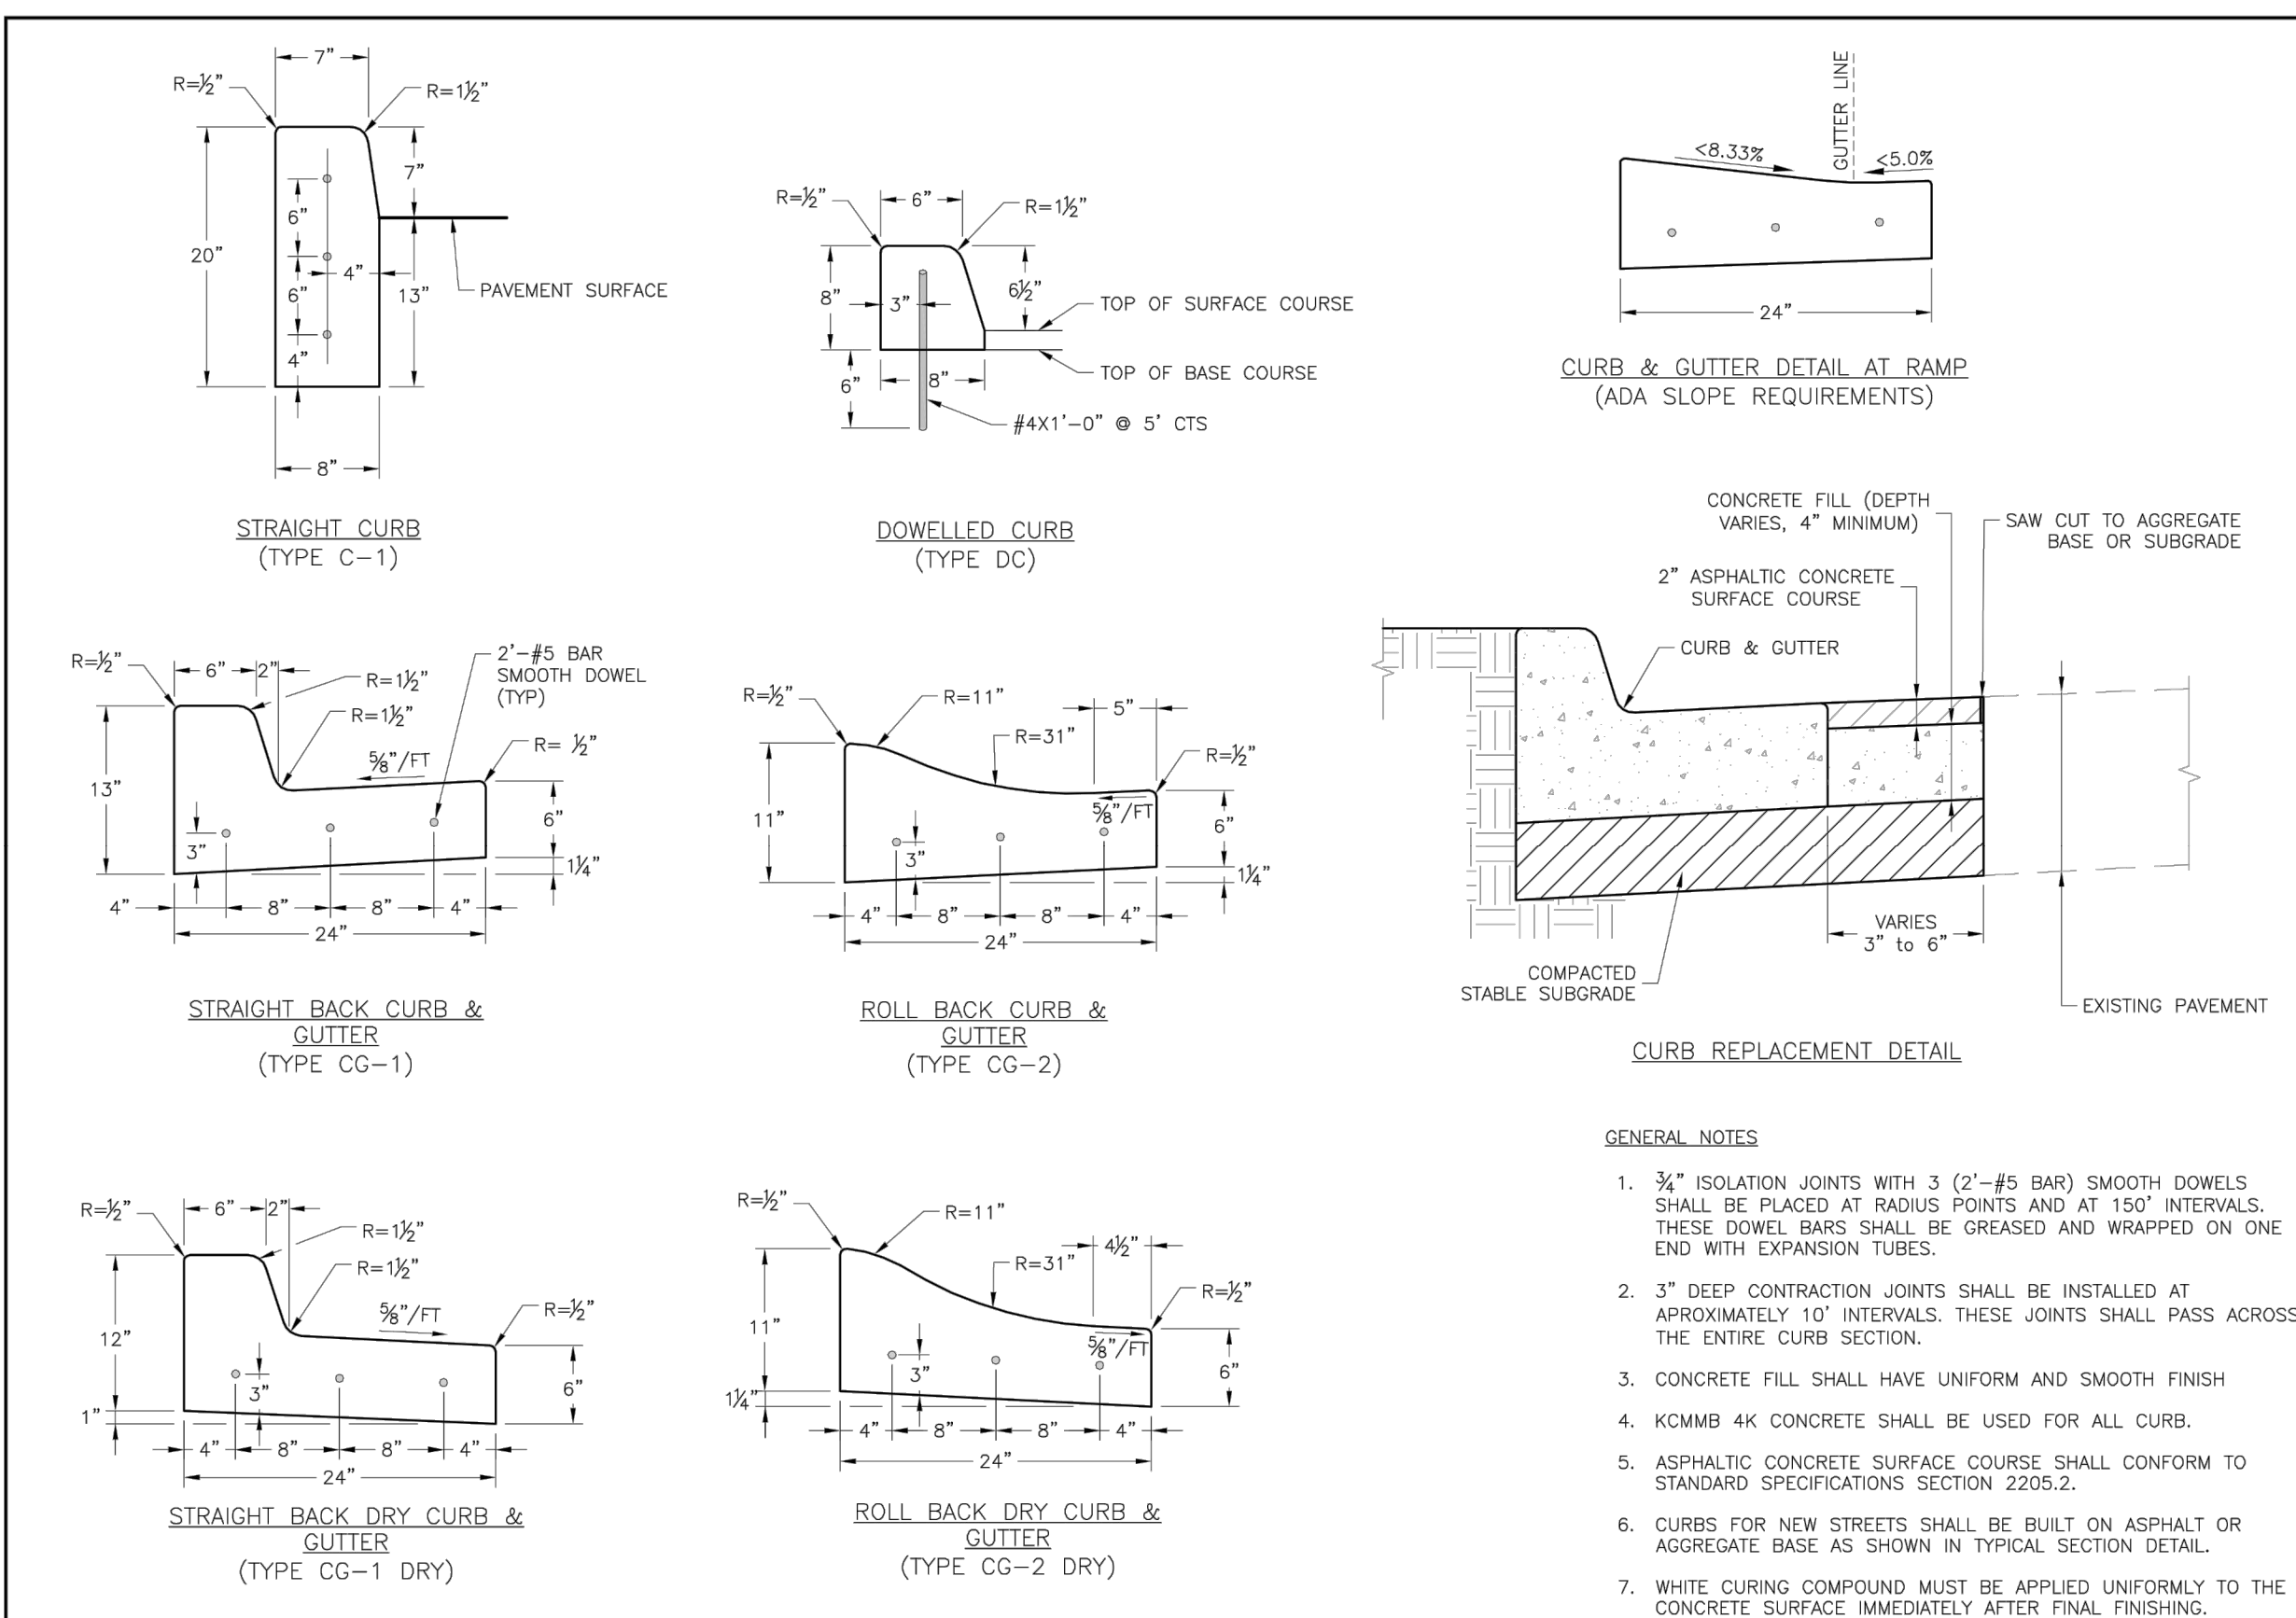 7"
R=½"
R=1½"
7"
6"
20"
4"
6"
13"
PAVEMENT SURFACE
4"
8"
STRAIGHT CURB
(TYPE C-1)
R=½"
6"
R=1½"
8"
3"
6½"
TOP OF SURFACE COURSE
TOP OF BASE COURSE
6"
8"
#4X1'-0" @ 5' CTS
DOWELLED CURB
(TYPE DC)
GUTTER LINE
<8.33%
<5.0%
24"
CURB & GUTTER DETAIL AT RAMP
(ADA SLOPE REQUIREMENTS)
R=½"
6"
2"
R=1½"
R=1½"
2'-#5 BAR
SMOOTH DOWEL
(TYP)
R= ½"
⅝"/FT
13"
3"
6"
1¼"
4"
8"
8"
4"
24"
STRAIGHT BACK CURB &
GUTTER
(TYPE CG-1)
R=½"
R=11"
5"
R=31"
R=½"
11"
⅝"/FT
6"
3"
1¼"
4"
8"
8"
4"
24"
ROLL BACK CURB &
GUTTER
(TYPE CG-2)
CONCRETE FILL (DEPTH
VARIES, 4" MINIMUM)
SAW CUT TO AGGREGATE
BASE OR SUBGRADE
2" ASPHALTIC CONCRETE
SURFACE COURSE
CURB & GUTTER
VARIES
3" to 6"
COMPACTED
STABLE SUBGRADE
EXISTING PAVEMENT
CURB REPLACEMENT DETAIL
R=½"
6"
2"
R=1½"
R=1½"
⅝"/FT
R=½"
12"
3"
6"
1"
4"
8"
8"
4"
24"
STRAIGHT BACK DRY CURB &
GUTTER
(TYPE CG-1 DRY)
R=½"
R=11"
4½"
R=31"
R=½"
11"
⅝"/FT
3"
6"
1¼"
4"
8"
8"
4"
24"
ROLL BACK DRY CURB &
GUTTER
(TYPE CG-2 DRY)
GENERAL NOTES
1. ¾" ISOLATION JOINTS WITH 3 (2'-#5 BAR) SMOOTH DOWELS
SHALL BE PLACED AT RADIUS POINTS AND AT 150' INTERVALS.
THESE DOWEL BARS SHALL BE GREASED AND WRAPPED ON ONE
END WITH EXPANSION TUBES.
2. 3" DEEP CONTRACTION JOINTS SHALL BE INSTALLED AT
APROXIMATELY 10' INTERVALS. THESE JOINTS SHALL PASS ACROSS
THE ENTIRE CURB SECTION.
3. CONCRETE FILL SHALL HAVE UNIFORM AND SMOOTH FINISH
4. KCMMB 4K CONCRETE SHALL BE USED FOR ALL CURB.
5. ASPHALTIC CONCRETE SURFACE COURSE SHALL CONFORM TO
STANDARD SPECIFICATIONS SECTION 2205.2.
6. CURBS FOR NEW STREETS SHALL BE BUILT ON ASPHALT OR
AGGREGATE BASE AS SHOWN IN TYPICAL SECTION DETAIL.
7. WHITE CURING COMPOUND MUST BE APPLIED UNIFORMLY TO THE
CONCRETE SURFACE IMMEDIATELY AFTER FINAL FINISHING.